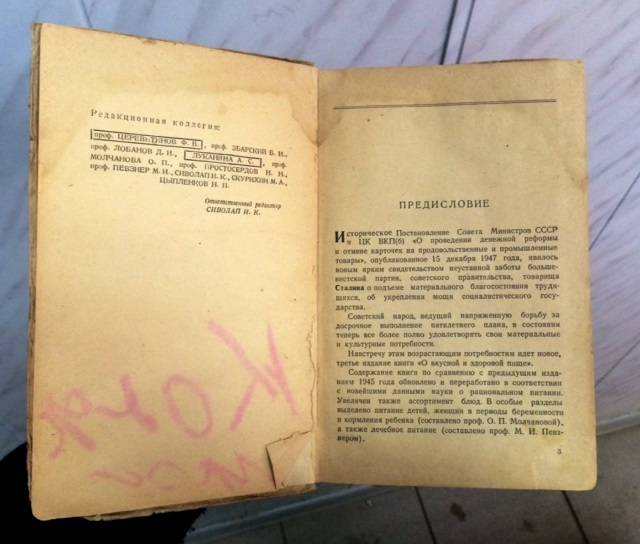 Редакционная коллегия:
проф. ЦЕРЕВИТИНОВ Ф. В., проф. ЗБАРСКИЙ Б. И.,
проф. ЛОБАНОВ Д. И., ЛУКАНИНА А. С., проф.
МОЛЧАНОВА О. П., проф. ПРОСТОСЕРДОВ Н. Н.,
проф. ПЕВЗНЕР М. И., СИВОЛАП И. К., СКУРИХИН М. А.,
ЦЫПЛЕНКОВ Н. П.
Ответственный редактор
СИВОЛАП И. К.
ПРЕДИСЛОВИЕ
Историческое Постановление Совета Министров СССР
и ЦК ВКП(б) «О проведении денежной реформы
и отмене карточек на продовольственные и промышленные
товары», опубликованное 15 декабря 1947 года, явилось
новым ярким свидетельством неустанной заботы больше-
вистской партии, советского правительства, товарища
Сталина о подъеме материального благосостояния трудя-
щихся, об укреплении мощи социалистического госу-
дарства.
Советский народ, ведущий напряженную борьбу за
досрочное выполнение пятилетнего плана, в состоянии
теперь все более полно удовлетворять свои материальные
и культурные потребности.
Навстречу этим возрастающим потребностям идет новое,
третье издание книги «О вкусной и здоровой пище».
Содержание книги по сравнению с предыдущим изда-
нием 1945 года обновлено и переработано в соответствии
с новейшими данными науки о рациональном питании.
Увеличен также ассортимент блюд. В особые разделы
выделено питание детей, женщин в периоды беременности
и кормления ребенка (составлено проф. О. П. Молчановой),
а также лечебное питание (составлено проф. М. И. Певз-
нером).
5